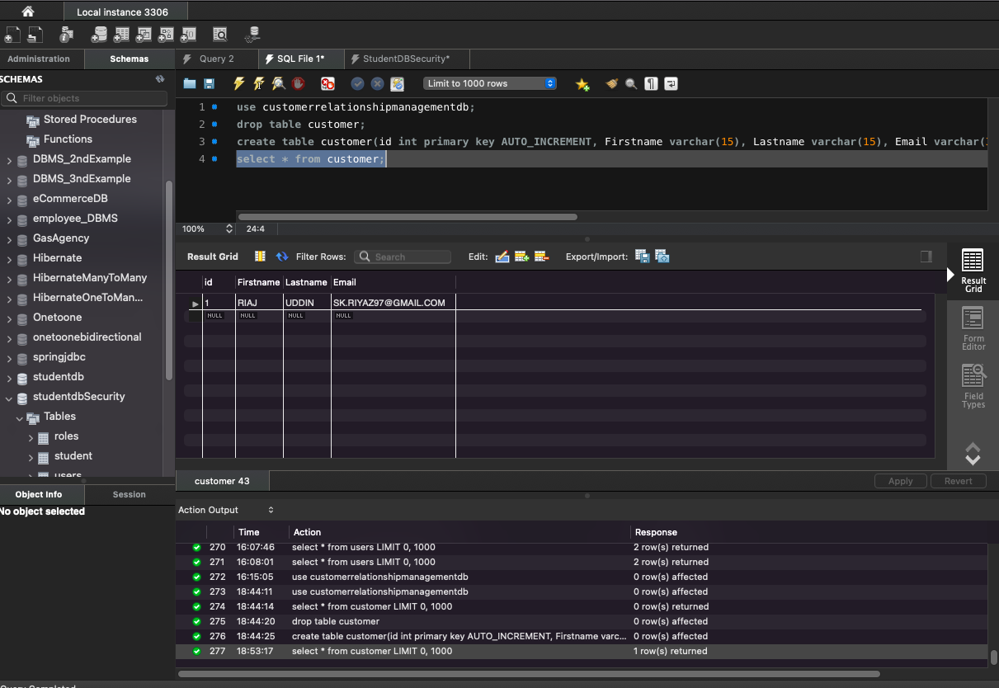 Local instance 3306
Administration
Schemas
Query 2
SQL File 1*
StudentDBSecurity*
SCHEMAS
Filter objects
Stored Procedures
Functions
DBMS_2ndExample
DBMS_3ndExample
eCommerceDB
employee_DBMS
GasAgency
Hibernate
HibernateManyToMany
HibernateOneToMan...
Onetoone
onetoonebidirectional
springjdbc
studentdb
studentdbSecurity
Tables
roles
student
users
Object Info
Session
No object selected
Limit to 1000 rows
1 use customerrelationshipmanagementdb;
2 drop table customer;
3 create table customer(id int primary key AUTO_INCREMENT, Firstname varchar(15), Lastname varchar(15), Email varchar(
4 select * from customer;
100%
24:4
Result Grid
Filter Rows:
Search
Edit:
Export/Import:
id Firstname Lastname Email
1 RIAJ UDDIN SK.RIYAZ97@GMAIL.COM
NULL NULL NULL NULL
Result
Grid
Form
Editor
Field
Types
customer 43
Apply
Revert
Action Output
Time Action Response
270 16:07:46 select * from users LIMIT 0, 1000 2 row(s) returned
271 16:08:01 select * from users LIMIT 0, 1000 2 row(s) returned
272 16:15:05 use customerrelationshipmanagementdb 0 row(s) affected
273 18:44:11 use customerrelationshipmanagementdb 0 row(s) affected
274 18:44:14 select * from customer LIMIT 0, 1000 0 row(s) returned
275 18:44:20 drop table customer 0 row(s) affected
276 18:44:25 create table customer(id int primary key AUTO_INCREMENT, Firstname varc... 0 row(s) affected
277 18:53:17 select * from customer LIMIT 0, 1000 1 row(s) returned
Query Completed